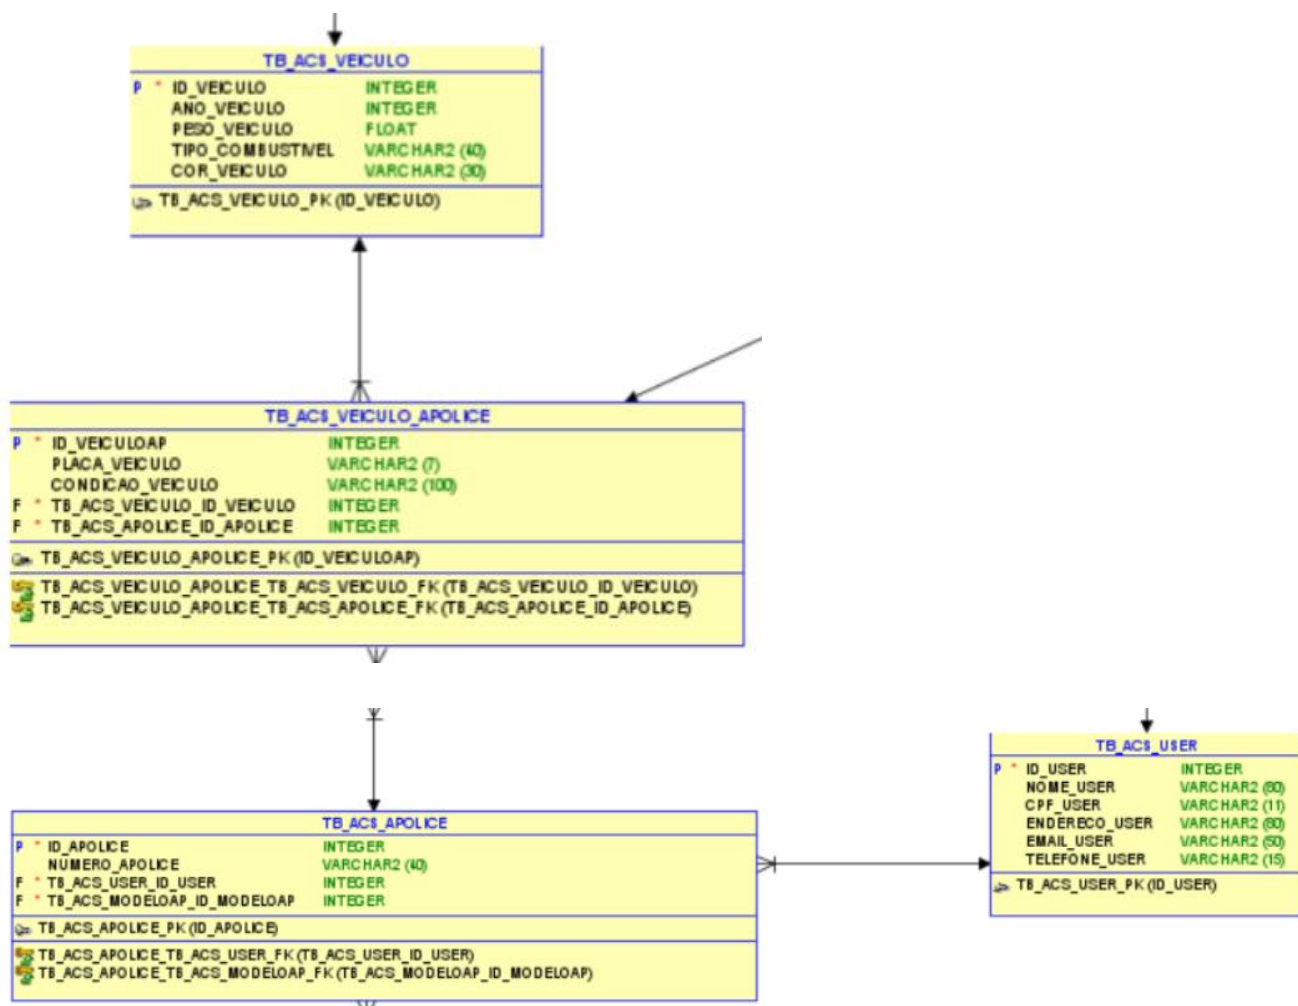 TB_ACS_VEICULO
P * ID_VEICULO INTEGER
ANO_VEICULO INTEGER
PESO_VEICULO FLOAT
TIPO_COMBUSTIVEL VARCHAR2 (40)
COR_VEICULO VARCHAR2 (30)
TB_ACS_VEICULO_PK (ID_VEICULO)
TB_ACS_VEICULO_APOLICE
P * ID_VEICULOAP INTEGER
PLACA_VEICULO VARCHAR2 (7)
CONDICAO_VEICULO VARCHAR2 (100)
F * TB_ACS_VEICULO_ID_VEICULO INTEGER
F * TB_ACS_APOLICE_ID_APOLICE INTEGER
TB_ACS_VEICULO_APOLICE_PK (ID_VEICULOAP)
TB_ACS_VEICULO_APOLICE_TB_ACS_VEICULO_FK (TB_ACS_VEICULO_ID_VEICULO)
TB_ACS_VEICULO_APOLICE_TB_ACS_APOLICE_FK (TB_ACS_APOLICE_ID_APOLICE)
TB_ACS_APOLICE
P * ID_APOLICE INTEGER
NUMERO_APOLICE VARCHAR2 (40)
F * TB_ACS_USER_ID_USER INTEGER
F * TB_ACS_MODELOAP_ID_MODELOAP INTEGER
TB_ACS_APOLICE_PK (ID_APOLICE)
TB_ACS_APOLICE_TB_ACS_USER_FK (TB_ACS_USER_ID_USER)
TB_ACS_APOLICE_TB_ACS_MODELOAP_FK (TB_ACS_MODELOAP_ID_MODELOAP)
TB_ACS_USER
P * ID_USER INTEGER
NOME_USER VARCHAR2 (80)
CPF_USER VARCHAR2 (11)
ENDERECO_USER VARCHAR2 (80)
EMAIL_USER VARCHAR2 (50)
TELEFONE_USER VARCHAR2 (15)
TB_ACS_USER_PK (ID_USER)